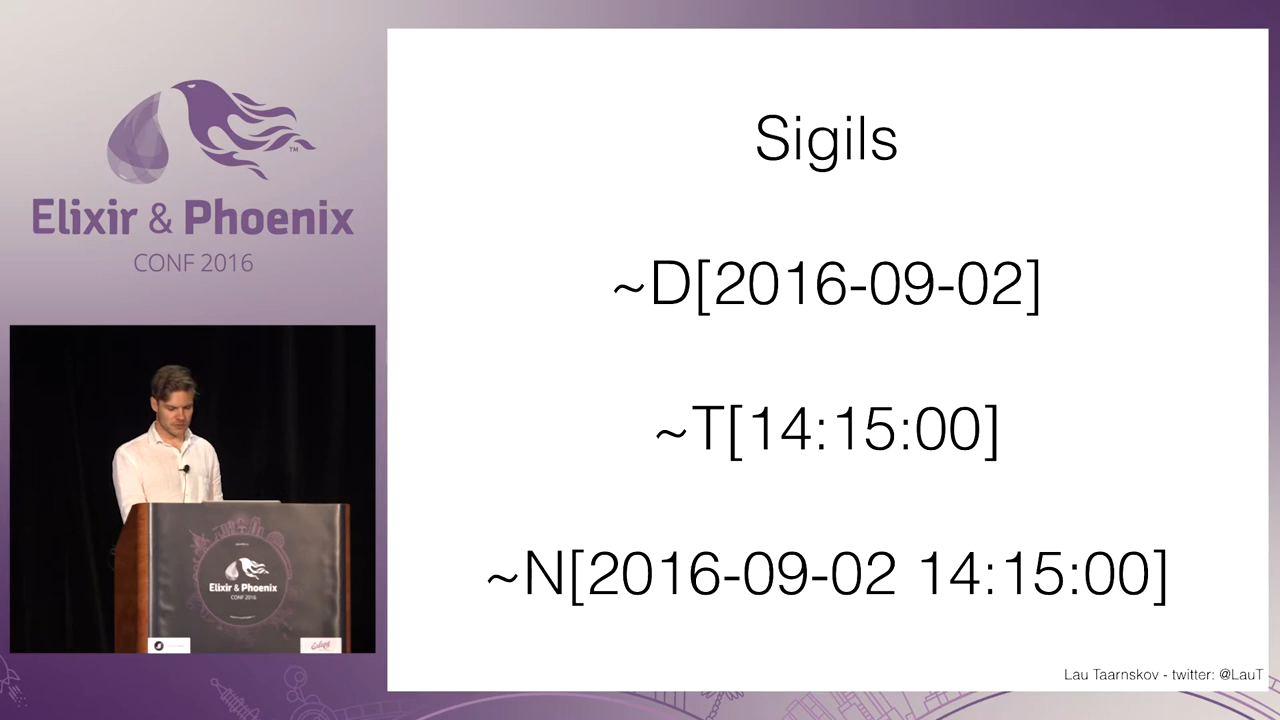 Elixir & Phoenix
CONF 2016
TM
Sigils
~D[2016-09-02]
~T[14:15:00]
~N[2016-09-02 14:15:00]
Lau Taarnskov - twitter: @LauT
Elixir & Phoenix
CONF 2016